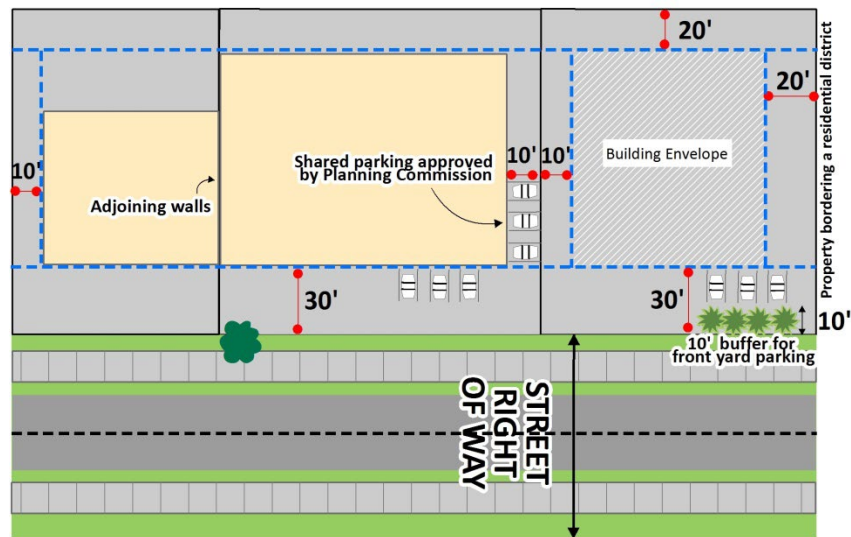 20'
20'
Property bordering a residential district
10'
Adjoining walls
Shared parking approved
by Planning Commission
10'
10'
Building Envelope
30'
30'
10'
10' buffer for
front yard parking
STREET
RIGHT
OF WAY